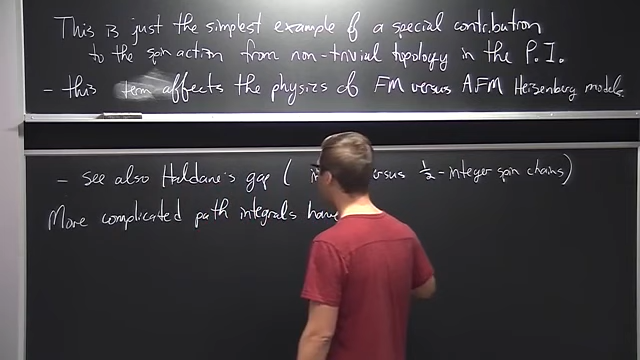 This is just the simplest example of a special contribution
to the spin action from non-trivial topology in the P.I.
- this term affects the physics of FM versus AFM Heisenberg models.
- see also Haldane's gap ( ½-integer spin chains)
More complicated path integrals have